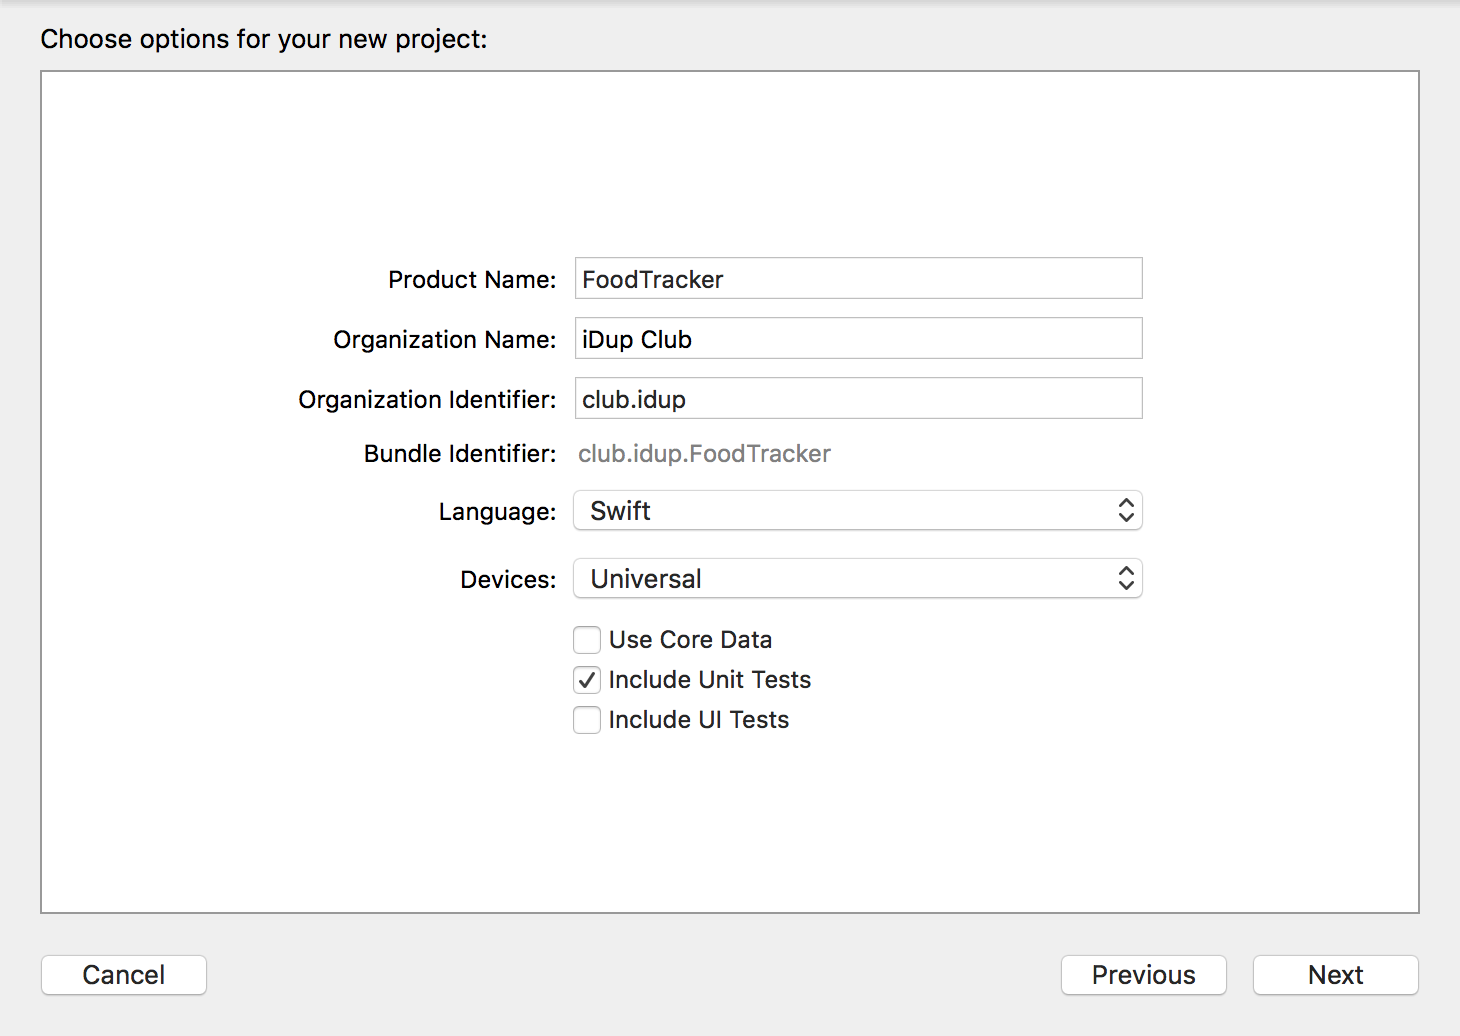 Choose options for your new project:
Product Name: FoodTracker
Organization Name: iDup Club
Organization Identifier: club.idup
Bundle Identifier: club.idup.FoodTracker
Language: Swift
Devices: Universal
Use Core Data
Include Unit Tests
Include UI Tests
Cancel Previous Next